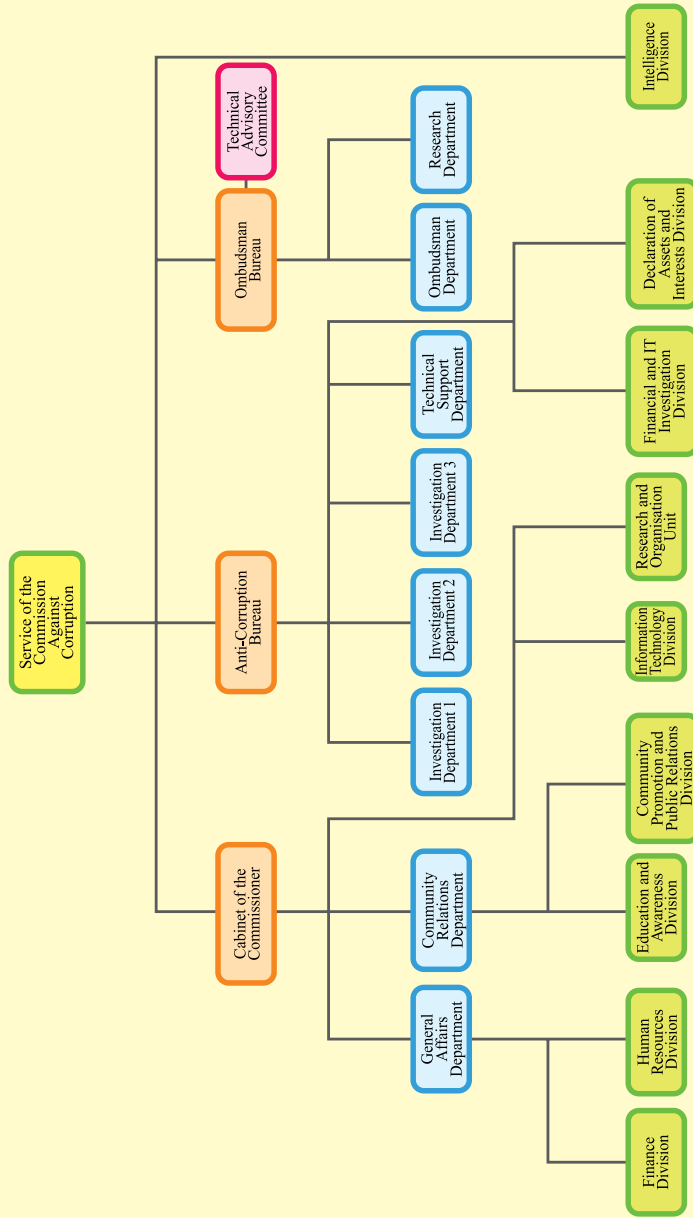 Service of the
Commission
Against
Corruption
Cabinet of the
Commissioner
Anti-Corruption
Bureau
Ombudsman
Bureau
Technical
Advisory
Committee
General
Affairs
Department
Community
Relations
Department
Investigation
Department 1
Investigation
Department 2
Investigation
Department 3
Technical
Support
Department
Ombudsman
Department
Research
Department
Finance
Division
Human
Resources
Division
Education and
Awareness
Division
Community
Promotion and
Public Relations
Division
Information
Technology
Division
Research and
Organisation
Unit
Financial and IT
Investigation
Division
Declaration of
Assets and
Interests Division
Intelligence
Division